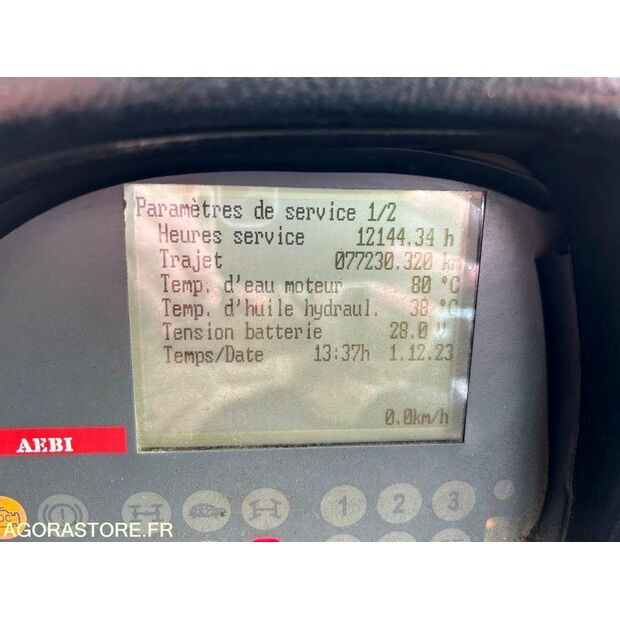 Paramètres de service 1/2
Heures service 12144.34 h
Trajet 077230.320 km
Temp. d'eau moteur 80 °C
Temp. d'huile hydraul. 38 °C
Tension batterie 28.0 V
Temps/Date 13:37h 1.12.23
0.0km/h
AEBI
1 2 3
AGORASTORE.FR